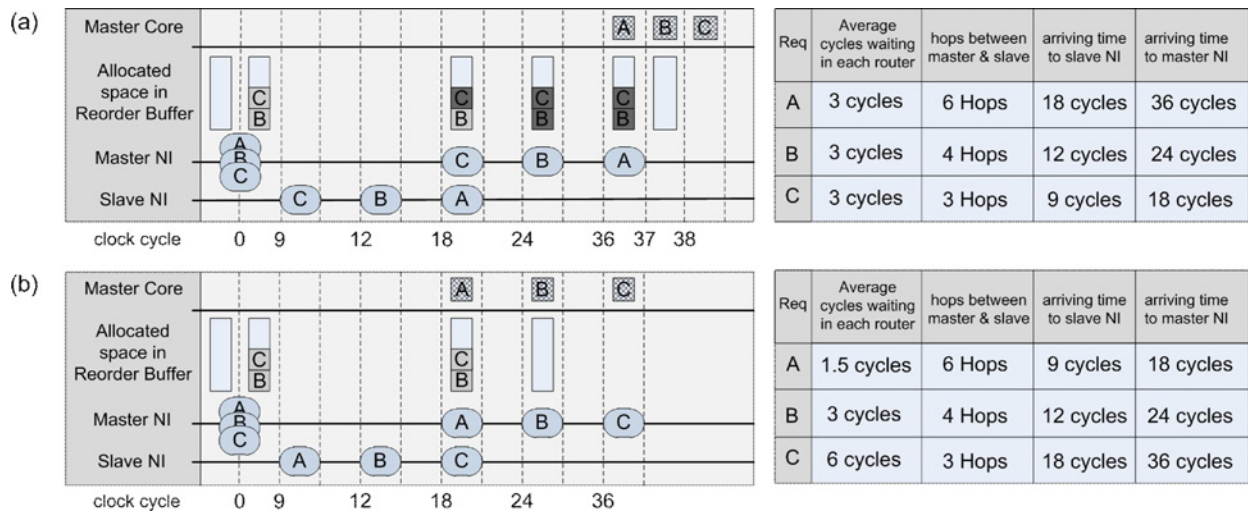 (a)
Master Core
A B C
Allocated
space in
Reorder Buffer
C C C C
B B B B
Master NI
A
B
C
C B A
Slave NI
C B A
clock cycle
0 9 12 18 24 36 37 38
Req
Average
cycles waiting
in each router
hops between
master & slave
arriving time
to slave NI
arriving time
to master NI
A 3 cycles 6 Hops 18 cycles 36 cycles
B 3 cycles 4 Hops 12 cycles 24 cycles
C 3 cycles 3 Hops 9 cycles 18 cycles
(b)
Master Core
A B C
Allocated
space in
Reorder Buffer
C C
B B
Master NI
A
B
C
A B C
Slave NI
A B C
clock cycle
0 9 12 18 24 36
Req
Average
cycles waiting
in each router
hops between
master & slave
arriving time
to slave NI
arriving time
to master NI
A 1.5 cycles 6 Hops 9 cycles 18 cycles
B 3 cycles 4 Hops 12 cycles 24 cycles
C 6 cycles 3 Hops 18 cycles 36 cycles